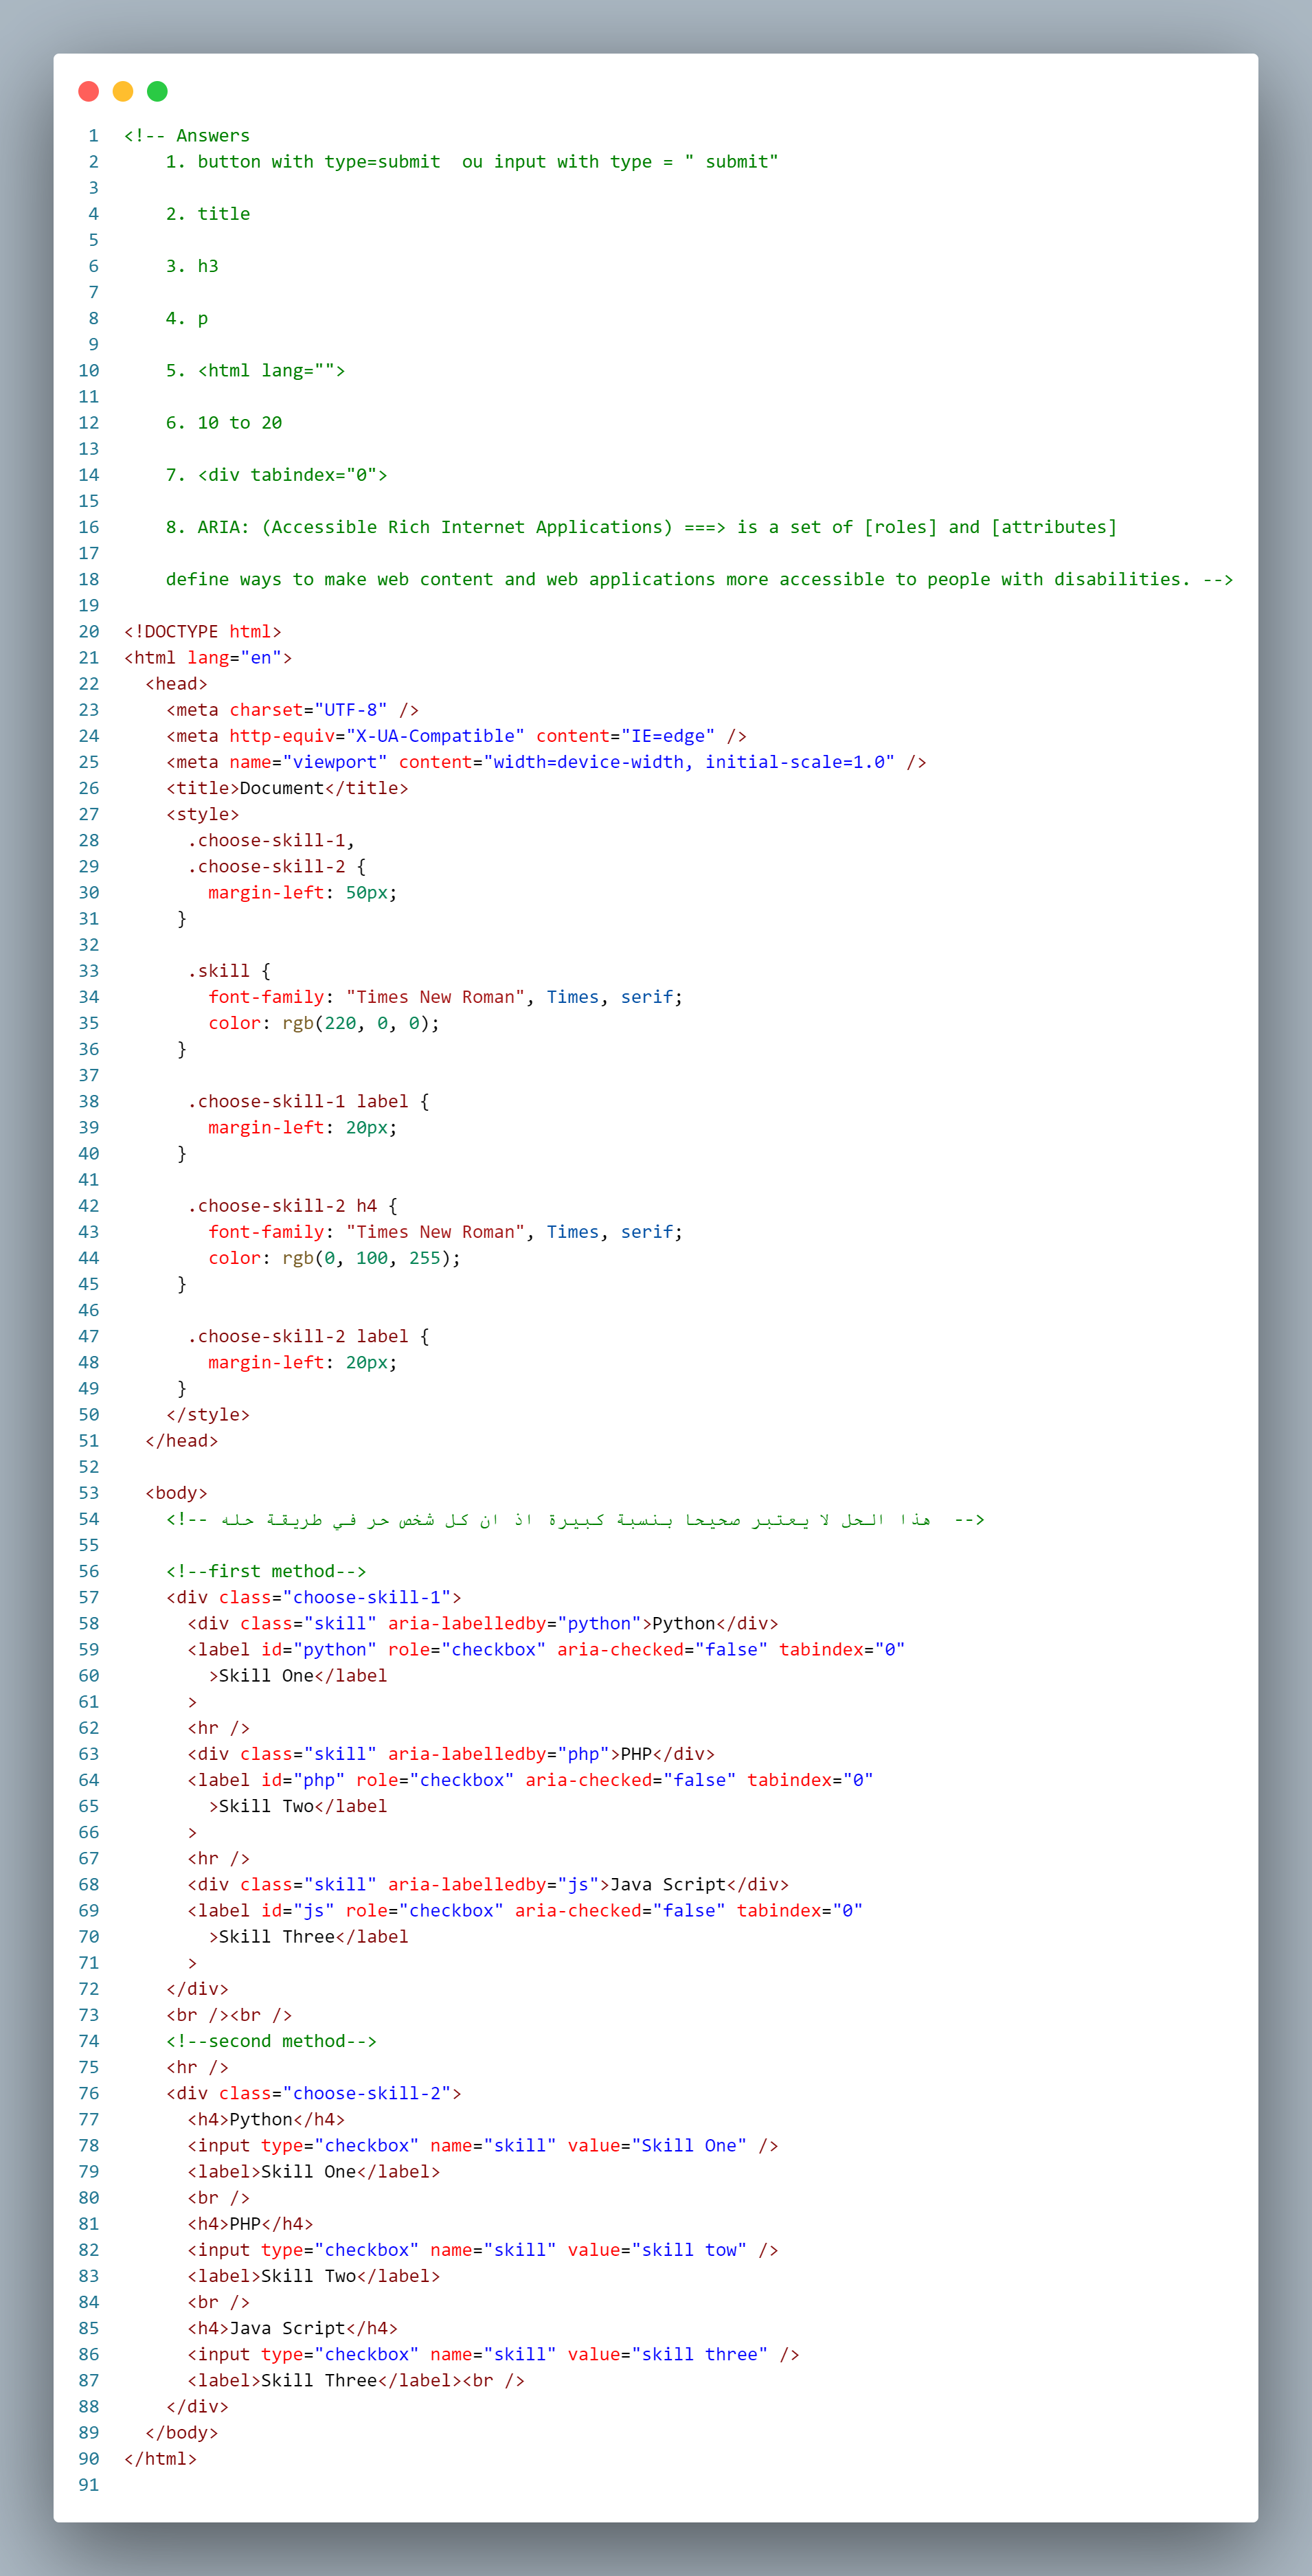 1 <!-- Answers
2 1. button with type=submit  ou input with type = " submit"
3
4 2. title
5
6 3. h3
7
8 4. p
9
10 5. <html lang="">
11
12 6. 10 to 20
13
14 7. <div tabindex="0">
15
16 8. ARIA: (Accessible Rich Internet Applications) ===> is a set of [roles] and [attributes]
17
18 define ways to make web content and web applications more accessible to people with disabilities. -->
19
20 <!DOCTYPE html>
21 <html lang="en">
22 <head>
23 <meta charset="UTF-8" />
24 <meta http-equiv="X-UA-Compatible" content="IE=edge" />
25 <meta name="viewport" content="width=device-width, initial-scale=1.0" />
26 <title>Document</title>
27 <style>
28 .choose-skill-1,
29 .choose-skill-2 {
30 margin-left: 50px;
31 }
32
33 .skill {
34 font-family: "Times New Roman", Times, serif;
35 color: rgb(220, 0, 0);
36 }
37
38 .choose-skill-1 label {
39 margin-left: 20px;
40 }
41
42 .choose-skill-2 h4 {
43 font-family: "Times New Roman", Times, serif;
44 color: rgb(0, 100, 255);
45 }
46
47 .choose-skill-2 label {
48 margin-left: 20px;
49 }
50 </style>
51 </head>
52
53 <body>
54 <!-- هذا الحل لا يعتبر صحيحا بنسبة كبيرة اذ ان كل شخص حر في طريقة حله  -->
55
56 <!--first method-->
57 <div class="choose-skill-1">
58 <div class="skill" aria-labelledby="python">Python</div>
59 <label id="python" role="checkbox" aria-checked="false" tabindex="0"
60 >Skill One</label
61 >
62 <hr />
63 <div class="skill" aria-labelledby="php">PHP</div>
64 <label id="php" role="checkbox" aria-checked="false" tabindex="0"
65 >Skill Two</label
66 >
67 <hr />
68 <div class="skill" aria-labelledby="js">Java Script</div>
69 <label id="js" role="checkbox" aria-checked="false" tabindex="0"
70 >Skill Three</label
71 >
72 </div>
73 <br /><br />
74 <!--second method-->
75 <hr />
76 <div class="choose-skill-2">
77 <h4>Python</h4>
78 <input type="checkbox" name="skill" value="Skill One" />
79 <label>Skill One</label>
80 <br />
81 <h4>PHP</h4>
82 <input type="checkbox" name="skill" value="skill tow" />
83 <label>Skill Two</label>
84 <br />
85 <h4>Java Script</h4>
86 <input type="checkbox" name="skill" value="skill three" />
87 <label>Skill Three</label><br />
88 </div>
89 </body>
90 </html>
91